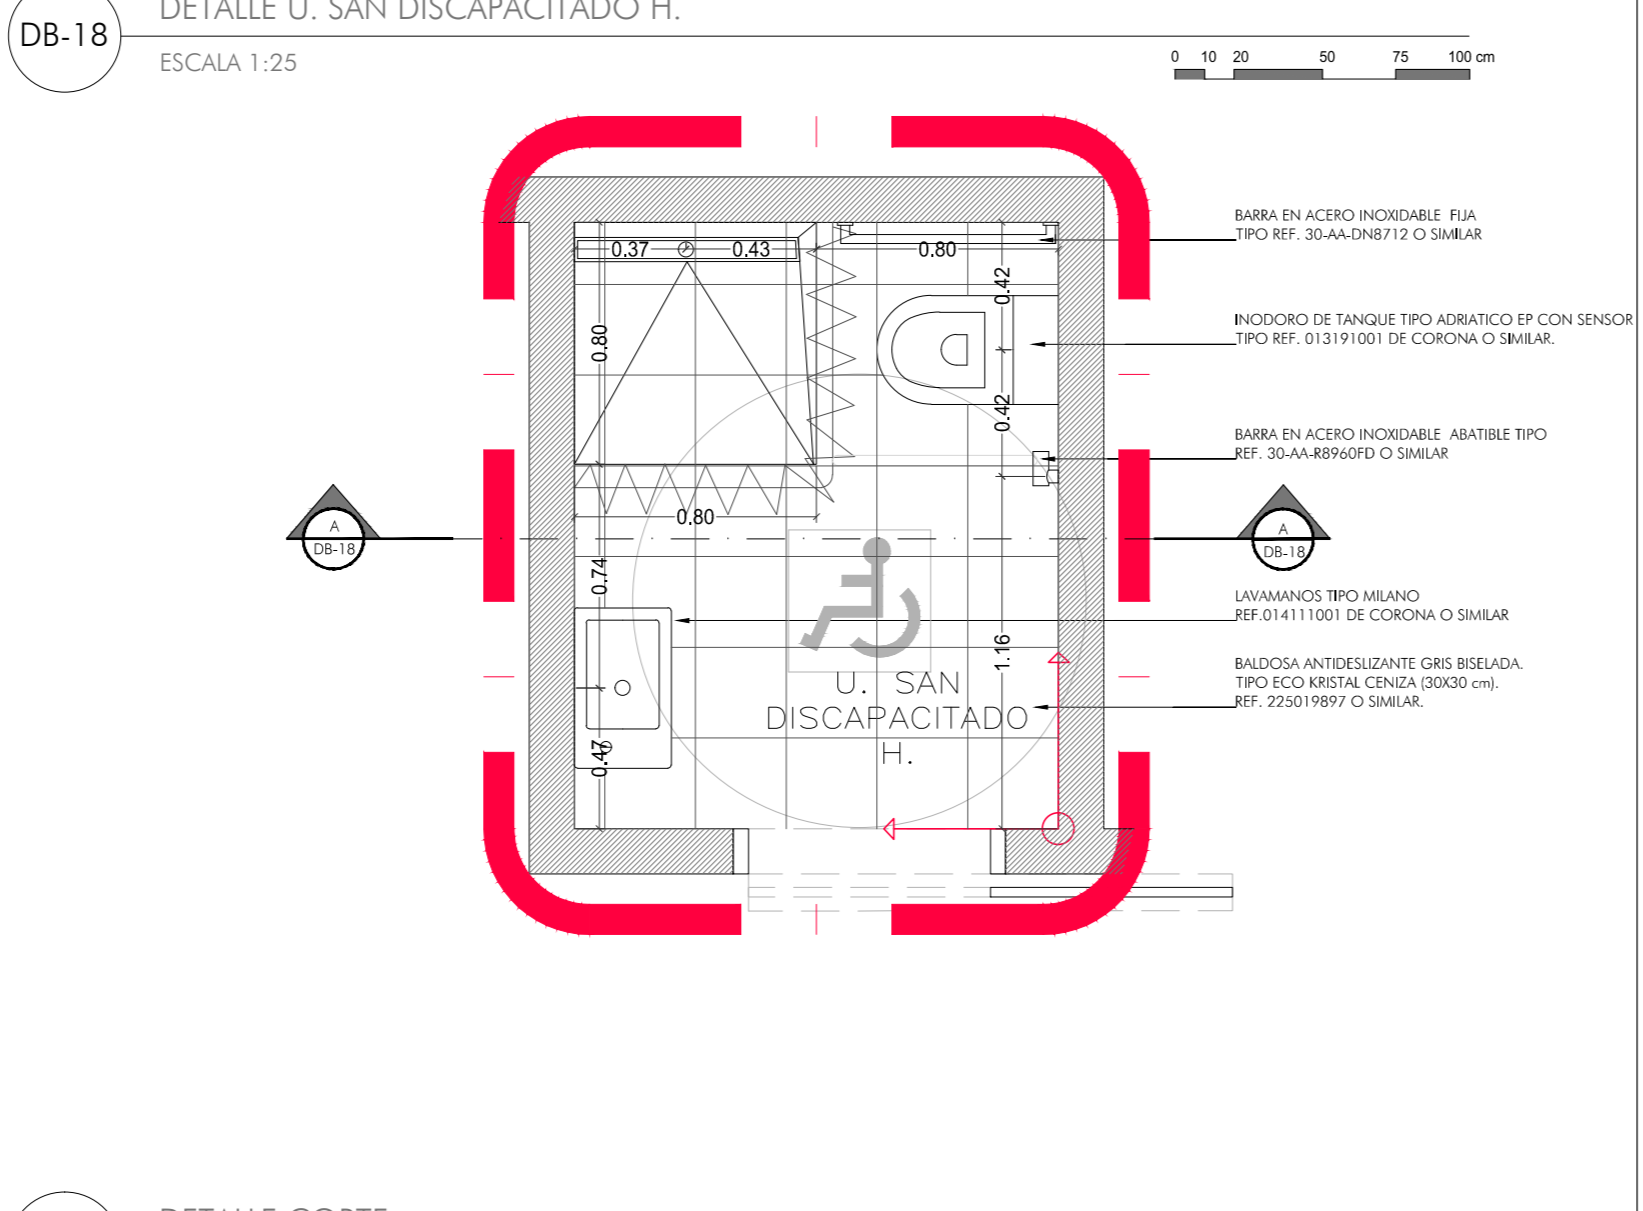 DETALLE U. SAN DISCAPACITADO H.
DB-18
ESCALA 1:25
0 10 20 50 75 100 cm
BARRA EN ACERO INOXIDABLE FIJA
TIPO REF. 30-AA-DN8712 O SIMILAR
0.37 0.43 0.80
0.42
INODORO DE TANQUE TIPO ADRIATICO EP CON SENSOR
TIPO REF. 013191001 DE CORONA O SIMILAR.
0.80
0.42
BARRA EN ACERO INOXIDABLE ABATIBLE TIPO
REF. 30-AA-R8960FD O SIMILAR
0.80
A
DB-18
A
DB-18
0.74
LAVAMANOS TIPO MILANO
REF.014111001 DE CORONA O SIMILAR
1.16
BALDOSA ANTIDESLIZANTE GRIS BISELADA.
TIPO ECO KRISTAL CENIZA (30X30 cm).
REF. 225019897 O SIMILAR.
U. SAN
DISCAPACITADO
H.
0.47
DETALLE CORTE